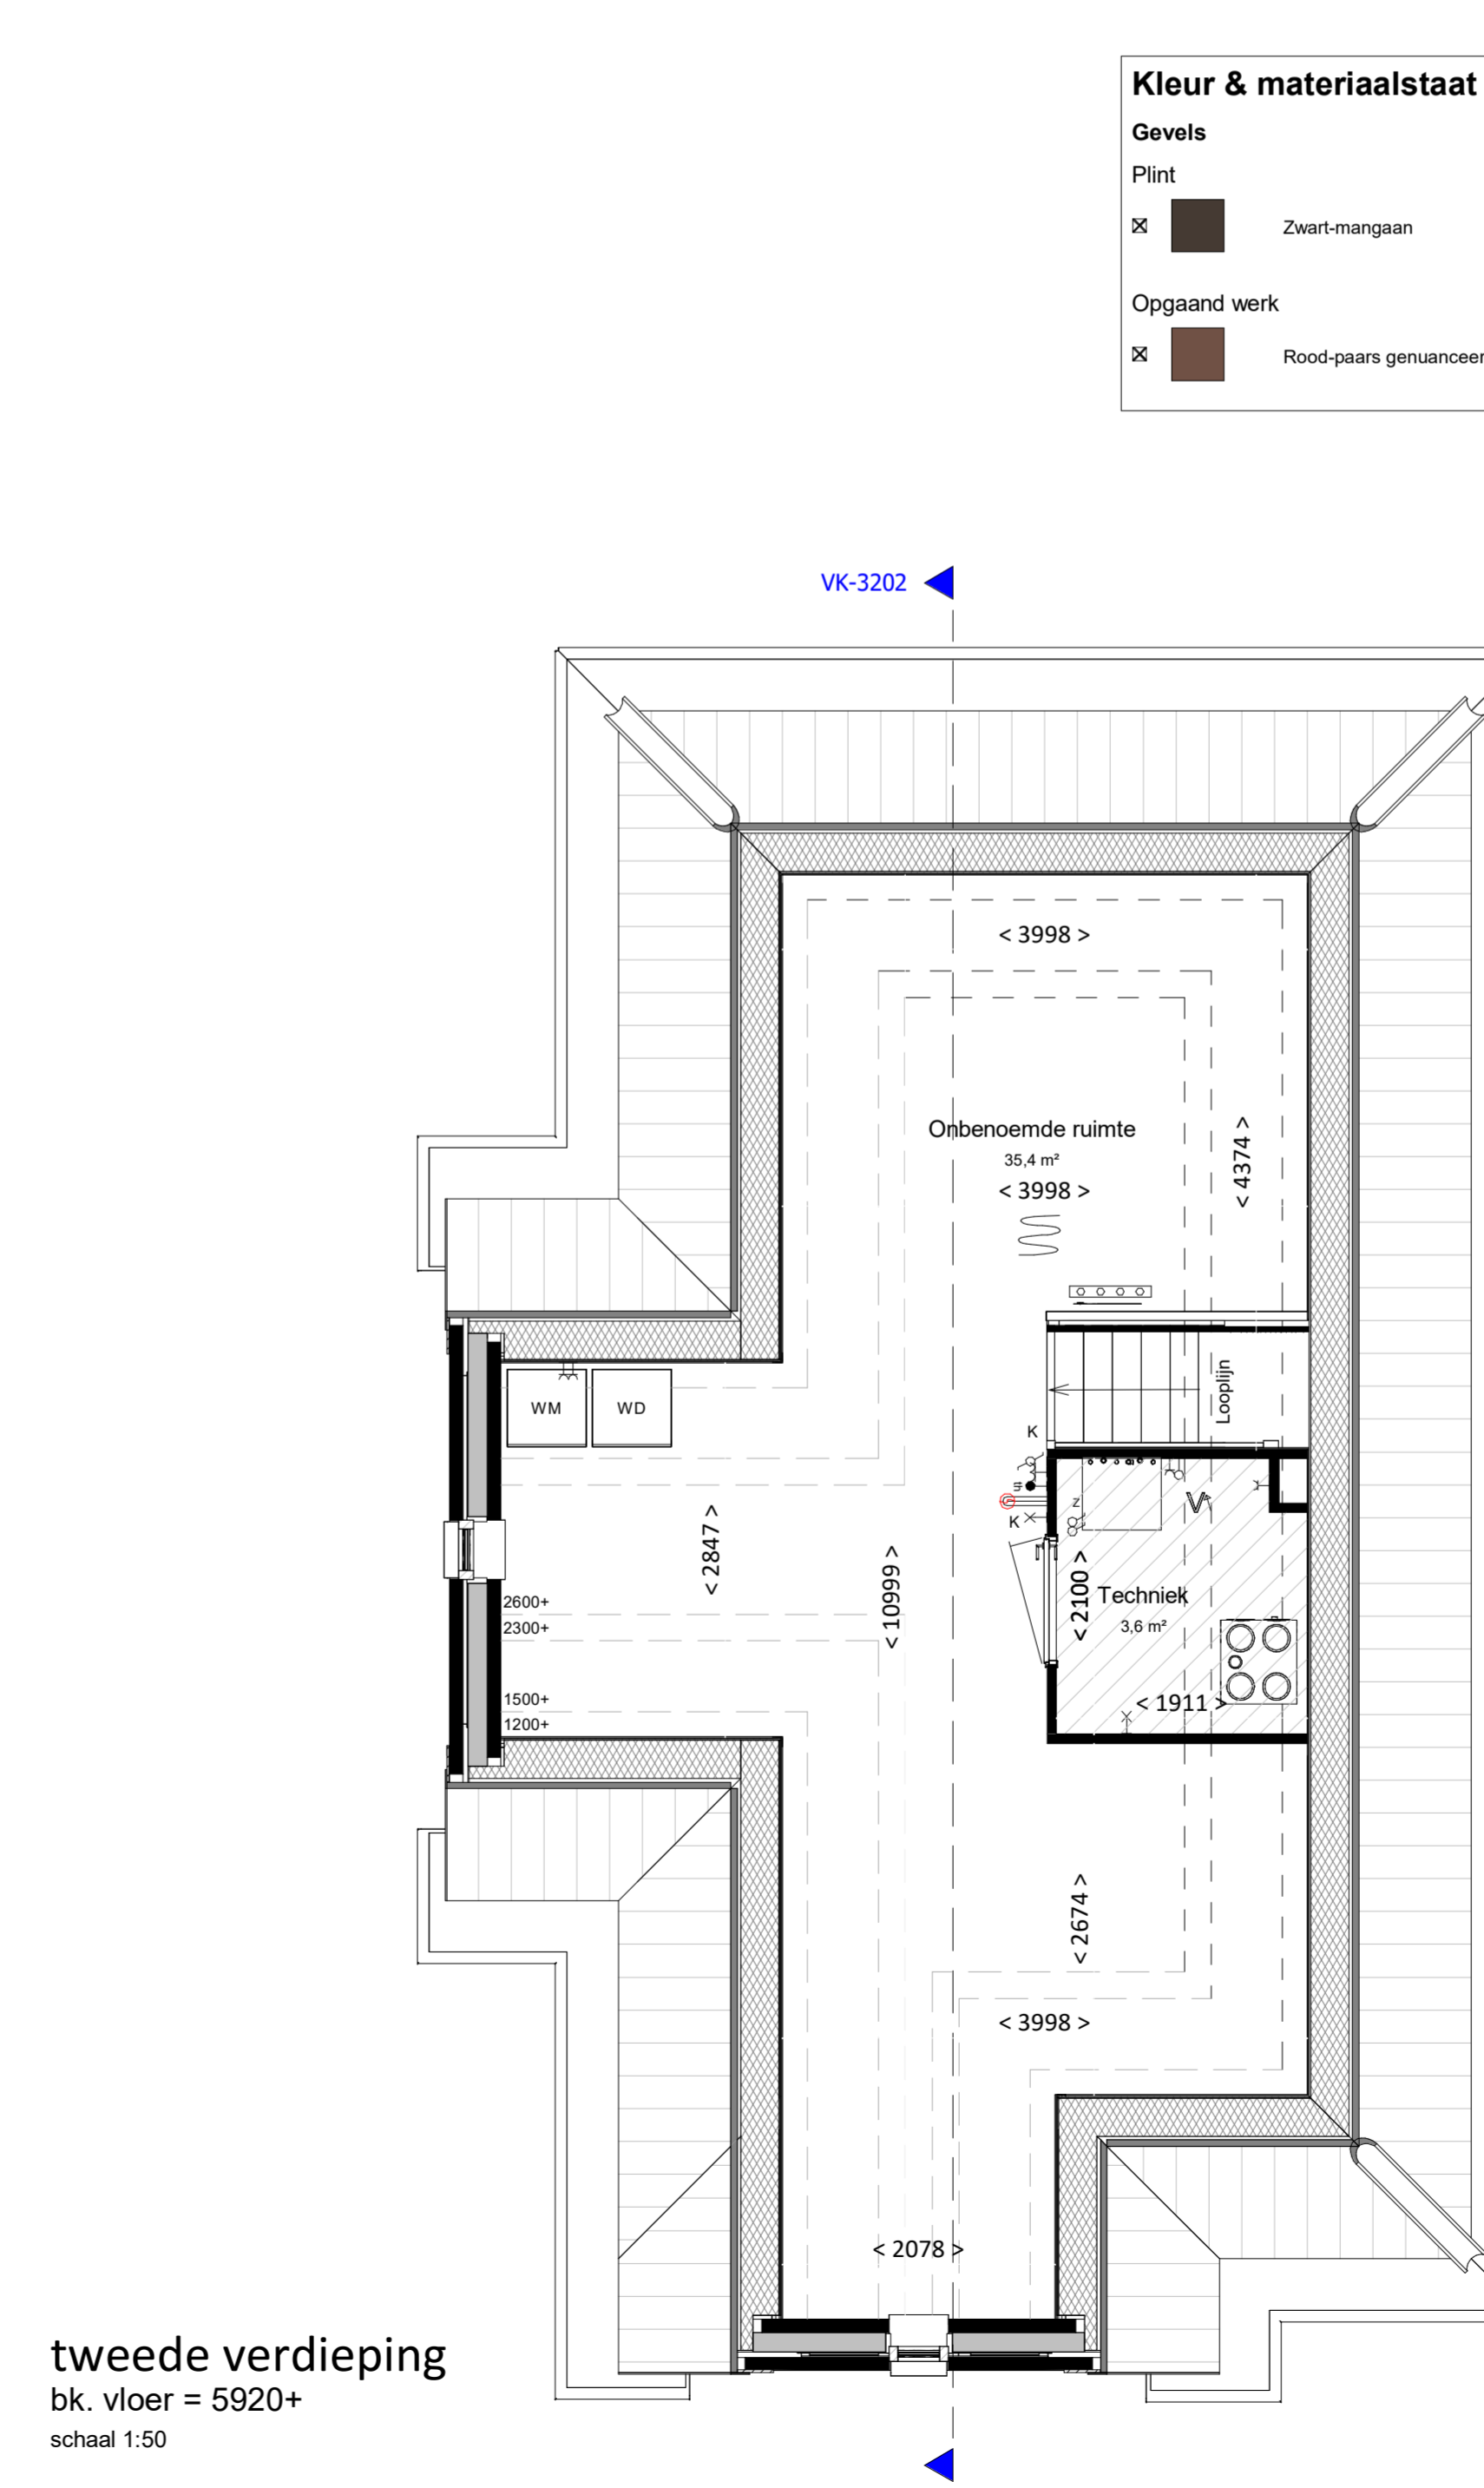 Kleur & materiaalstaat
Gevels
Plint
Zwart-mangaan
Opgaand werk
Rood-paars genuanceer
VK-3202
< 3998 >
Onbenoemde ruimte
35,4 m²
< 3998 >
< 4374 >
Looplijn
WM
WD
K
K
z
< 2847 >
< 10999 >
< 2100 >
Techniek
3,6 m²
< 1911 >
2600+
2300+
1500+
1200+
< 2674 >
< 3998 >
< 2078 >
tweede verdieping
bk. vloer = 5920+
schaal 1:50